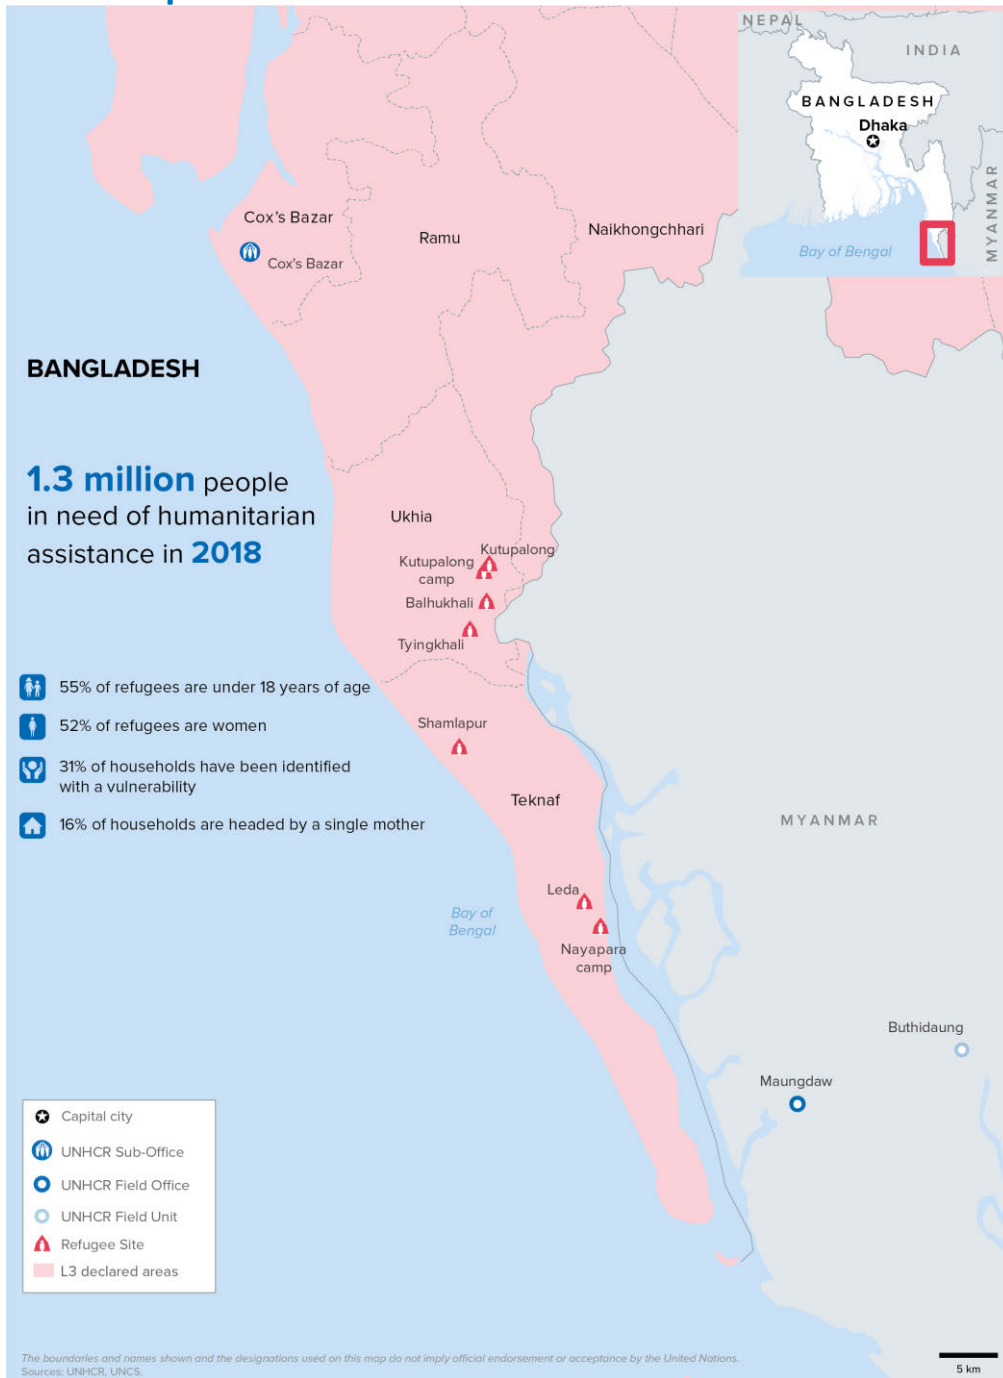 NEPAL
INDIA
BANGLADESH
Dhaka
MYANMAR
Bay of Bengal
Cox's Bazar
Cox's Bazar
Ramu
Naikhongchhari
BANGLADESH
1.3 million people
in need of humanitarian
assistance in 2018
Ukhia
Kutupalong
Kutupalong
camp
Balhukhali
Tyingkhali
55% of refugees are under 18 years of age
52% of refugees are women
31% of households have been identified
with a vulnerability
16% of households are headed by a single mother
Shamlapur
Teknaf
MYANMAR
Leda
Bay of
Bengal
Nayapara
camp
Buthidaung
Maungdaw
Capital city
UNHCR Sub-Office
UNHCR Field Office
UNHCR Field Unit
Refugee Site
L3 declared areas
The boundaries and names shown and the designations used on this map do not imply official endorsement or acceptance by the United Nations.
Sources: UNHCR, UNCS.
5 km